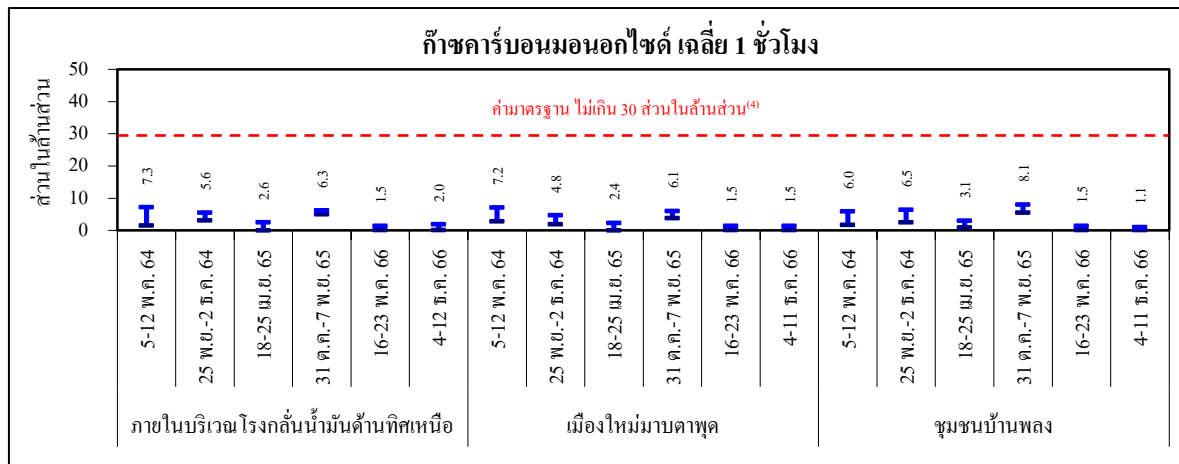 ก๊าซคาร์บอนมอนอกไซด์ เฉลี่ย 1 ชั่วโมง
ส่วนในล้านส่วน
50
40
30
20
10
0
ค่ามาตรฐาน ไม่เกิน 30 ส่วนในล้านส่วน(4)
7.3 5.6 2.6 6.3 1.5 2.0 7.2 4.8 2.4 6.1 1.5 1.5 6.0 6.5 3.1 8.1 1.5 1.1
5-12 พ.ค. 64
25 พ.ย.-2 ธ.ค. 64
18-25 เม.ย. 65
31 ต.ค.-7 พ.ย. 65
16-23 พ.ค. 66
4-12 ธ.ค. 66
5-12 พ.ค. 64
25 พ.ย.-2 ธ.ค. 64
18-25 เม.ย. 65
31 ต.ค.-7 พ.ย. 65
16-23 พ.ค. 66
4-11 ธ.ค. 66
5-12 พ.ค. 64
25 พ.ย.-2 ธ.ค. 64
18-25 เม.ย. 65
31 ต.ค.-7 พ.ย. 65
16-23 พ.ค. 66
4-11 ธ.ค. 66
ภายในบริเวณโรงกลั่นน้ำมันด้านทิศเหนือ
เมืองใหม่มาบตาพุด
ชุมชนบ้านพลง